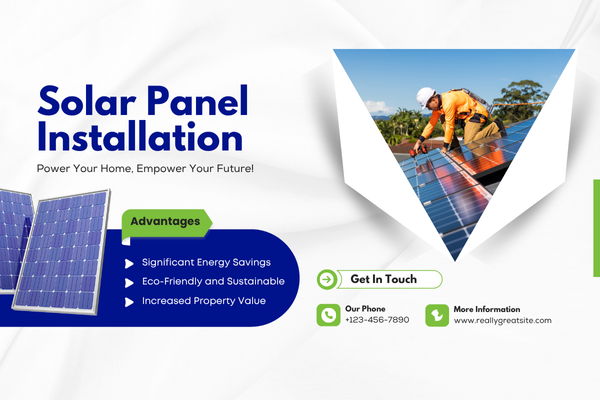 Solar Panel
Installation
Power Your Home, Empower Your Future!
Advantages
Significant Energy Savings
Eco-Friendly and Sustainable
Increased Property Value
Get In Touch
Our Phone
+123-456-7890
More Information
www.reallygreatsite.com